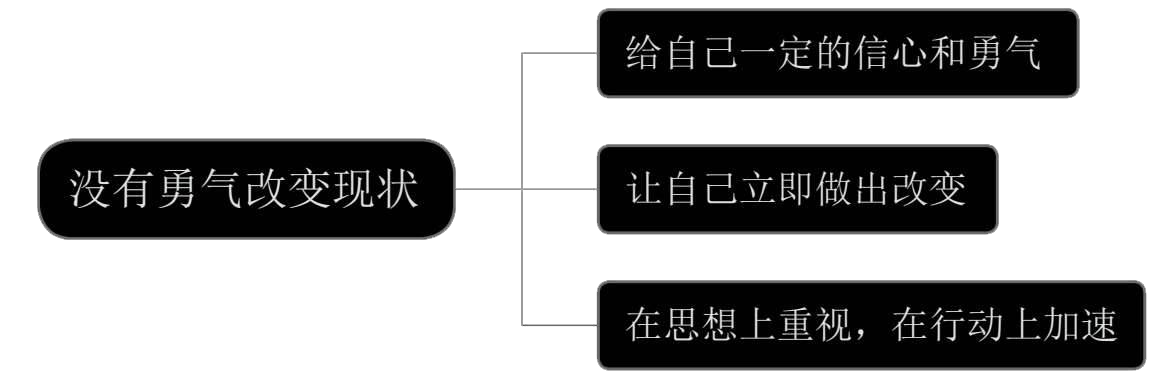 没有勇气改变现状
给自己一定的信心和勇气
让自己立即做出改变
在思想上重视，在行动上加速